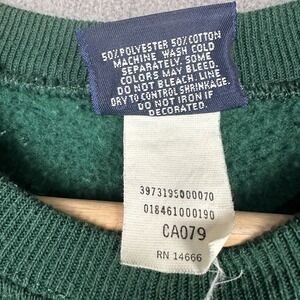 50% POLYESTER 50% COTTON
MACHINE WASH COLD
SEPARATELY. SOME
COLORS MAY BLEED.
DO NOT BLEACH. LINE
DRY TO CONTROL SHRINKAGE.
DO NOT IRON IF
DECORATED.
3973195000070
018461000190
CA079
RN 14666